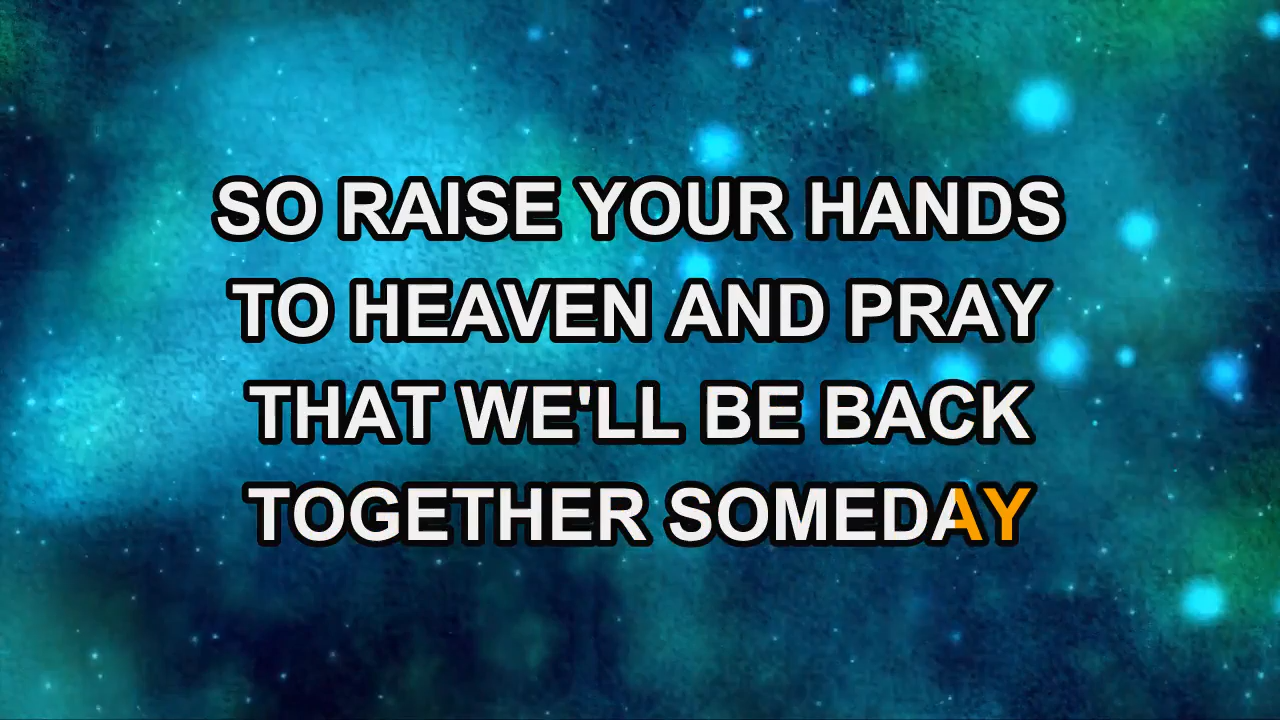 SO RAISE YOUR HANDS
TO HEAVEN AND PRAY
THAT WE'LL BE BACK
TOGETHER SOMEDAY